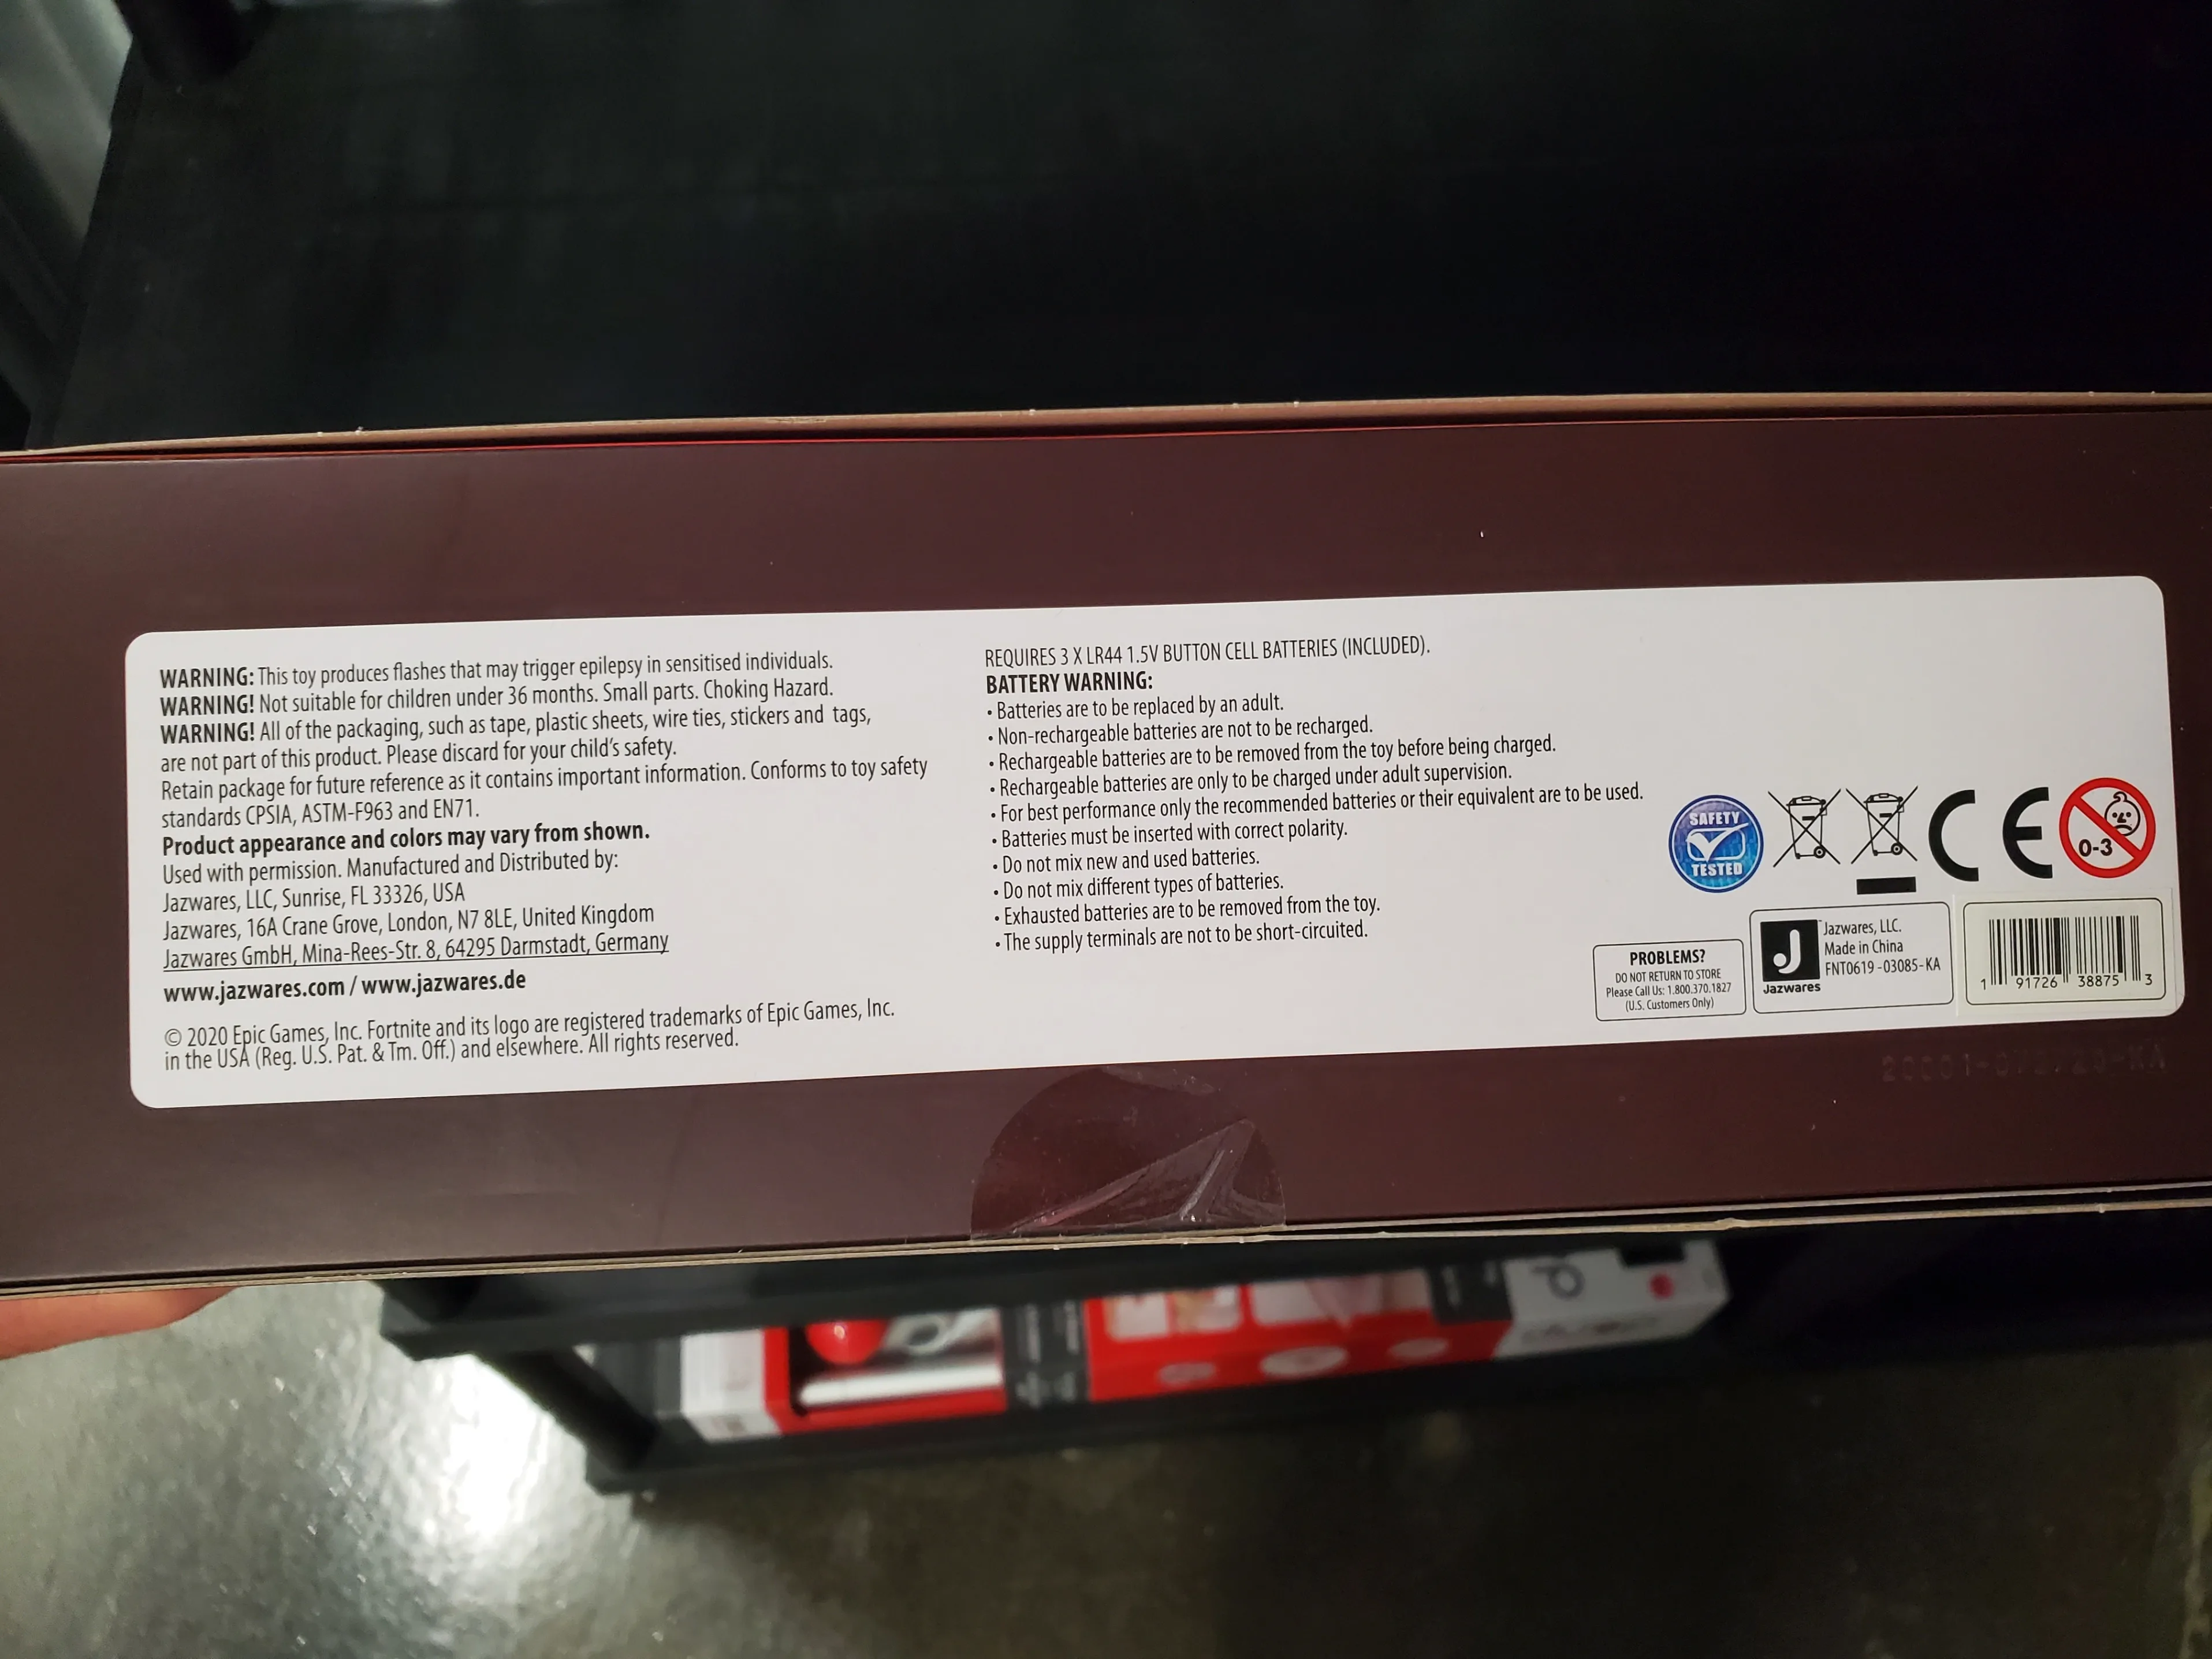 WARNING: This toy produces flashes that may trigger epilepsy in sensitised individuals.
WARNING! Not suitable for children under 36 months. Small parts. Choking Hazard.
WARNING! All of the packaging, such as tape, plastic sheets, wire ties, stickers and tags,
are not part of this product. Please discard for your child's safety.
Retain package for future reference as it contains important information. Conforms to toy safety
standards CPSIA, ASTM-F963 and EN71.
Product appearance and colors may vary from shown.
Used with permission. Manufactured and Distributed by:
Jazwares, LLC, Sunrise, FL 33326, USA
Jazwares, 16A Crane Grove, London, N7 8LE, United Kingdom
Jazwares GmbH, Mina-Rees-Str. 8, 64295 Darmstadt, Germany
www.jazwares.com / www.jazwares.de
© 2020 Epic Games, Inc. Fortnite and its logo are registered trademarks of Epic Games, Inc.
in the USA (Reg. U.S. Pat. & Tm. Off.) and elsewhere. All rights reserved.
REQUIRES 3 X LR44 1.5V BUTTON CELL BATTERIES (INCLUDED).
BATTERY WARNING:
• Batteries are to be replaced by an adult.
• Non-rechargeable batteries are not to be recharged.
• Rechargeable batteries are to be removed from the toy before being charged.
• Rechargeable batteries are only to be charged under adult supervision.
• For best performance only the recommended batteries or their equivalent are to be used.
• Batteries must be inserted with correct polarity.
• Do not mix new and used batteries.
• Do not mix different types of batteries.
• Exhausted batteries are to be removed from the toy.
• The supply terminals are not to be short-circuited.
SAFETY
TESTED
CE
0-3
PROBLEMS?
DO NOT RETURN TO STORE
Please Call Us: 1.800.370.1827
(U.S. Customers Only)
J
Jazwares
Jazwares, LLC.
Made in China
FNT0619-03085-KA
1 91726 38875 3